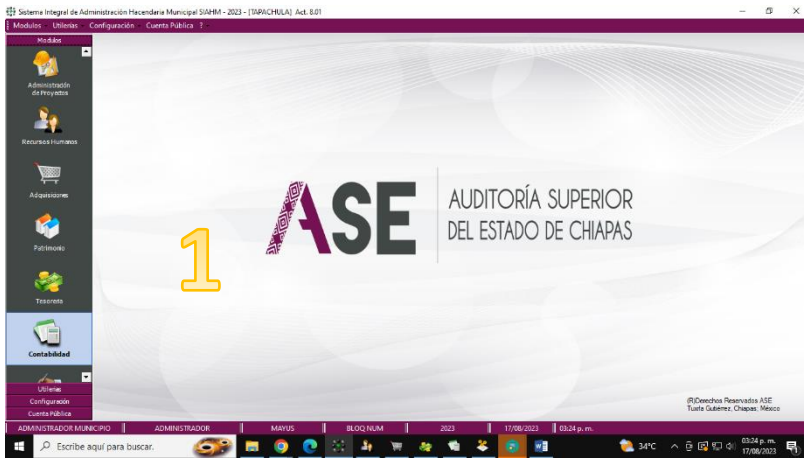 Sistema Integral de Administración Hacendaria Municipal SIAHM - 2023 - [TAPACHULA] Act. 8.01
Modulos Utilerias Configuración Cuenta Pública ?
Modulos
Administración
de Proyectos
Recursos Humanos
Adquisiciones
Patrimonio
Tesorería
Contabilidad
Utilerias
Configuración
Cuenta Pública
1
ASE
AUDITORÍA SUPERIOR
DEL ESTADO DE CHIAPAS
(R)Derechos Reservados ASE
Tuxtla Gutiérrez, Chiapas; México
ADMINISTRADOR MUNICIPIO ADMINISTRADOR MAYUS BLOQ NUM 2023 17/08/2023 03:24 p. m.
Escribe aquí para buscar. 34°C 03:24 p. m.
17/08/2023